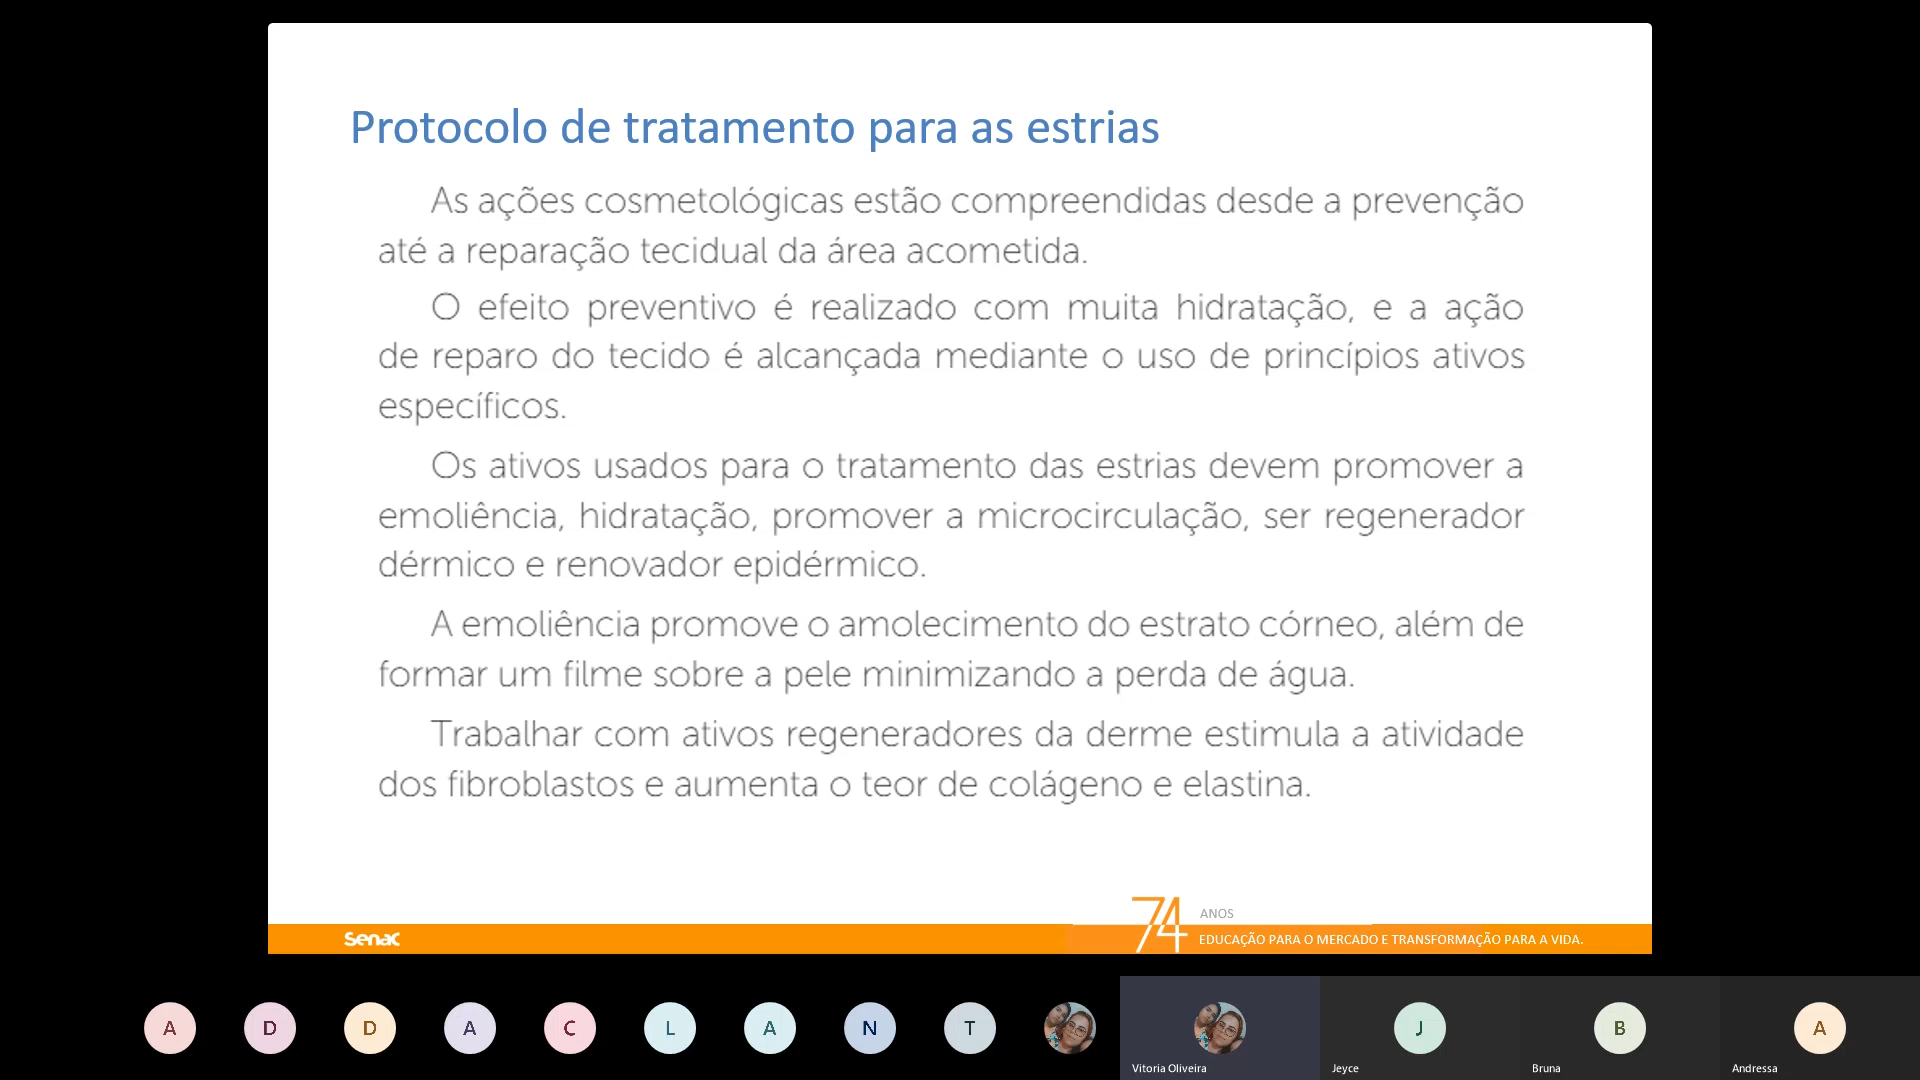 Protocolo de tratamento para as estrias
As ações cosmetológicas estão compreendidas desde a prevenção
até a reparação tecidual da área acometida.
O efeito preventivo é realizado com muita hidratação, e a ação
de reparo do tecido é alcançada mediante o uso de princípios ativos
específicos.
Os ativos usados para o tratamento das estrias devem promover a
emoliência, hidratação, promover a microcirculação, ser regenerador
dérmico e renovador epidérmico.
A emoliência promove o amolecimento do estrato córneo, além de
formar um filme sobre a pele minimizando a perda de água.
Trabalhar com ativos regeneradores da derme estimula a atividade
dos fibroblastos e aumenta o teor de colágeno e elastina.
senac
74 ANOS
EDUCAÇÃO PARA O MERCADO E TRANSFORMAÇÃO PARA A VIDA.
A D D A C L A N T J B A
Vitoria Oliveira Jeyce Bruna Andressa